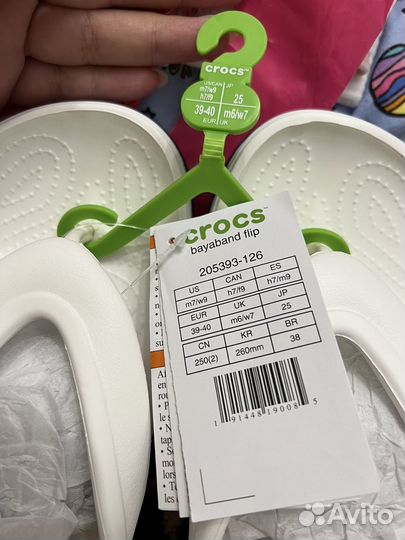 crocs™
US/CAN JP
m7/w9
h7/f9
25
39-40 m6/w7
EUR UK
crocs™
bayaband flip
205393-126
US CAN ES
m7/w9 h7/f9 h7/m9
EUR UK JP
39-40 m6/w7 25
CN KR BR
250(2) 260mm 38
1 91448 19008 5
Avito